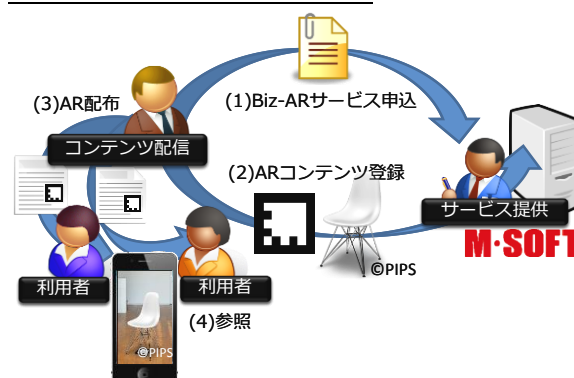 (1)Biz-ARサービス申込
(3)AR配布
コンテンツ配信
(2)ARコンテンツ登録
サービス提供
M・SOFT
©PIPS
利用者
利用者
(4)参照
©PIPS